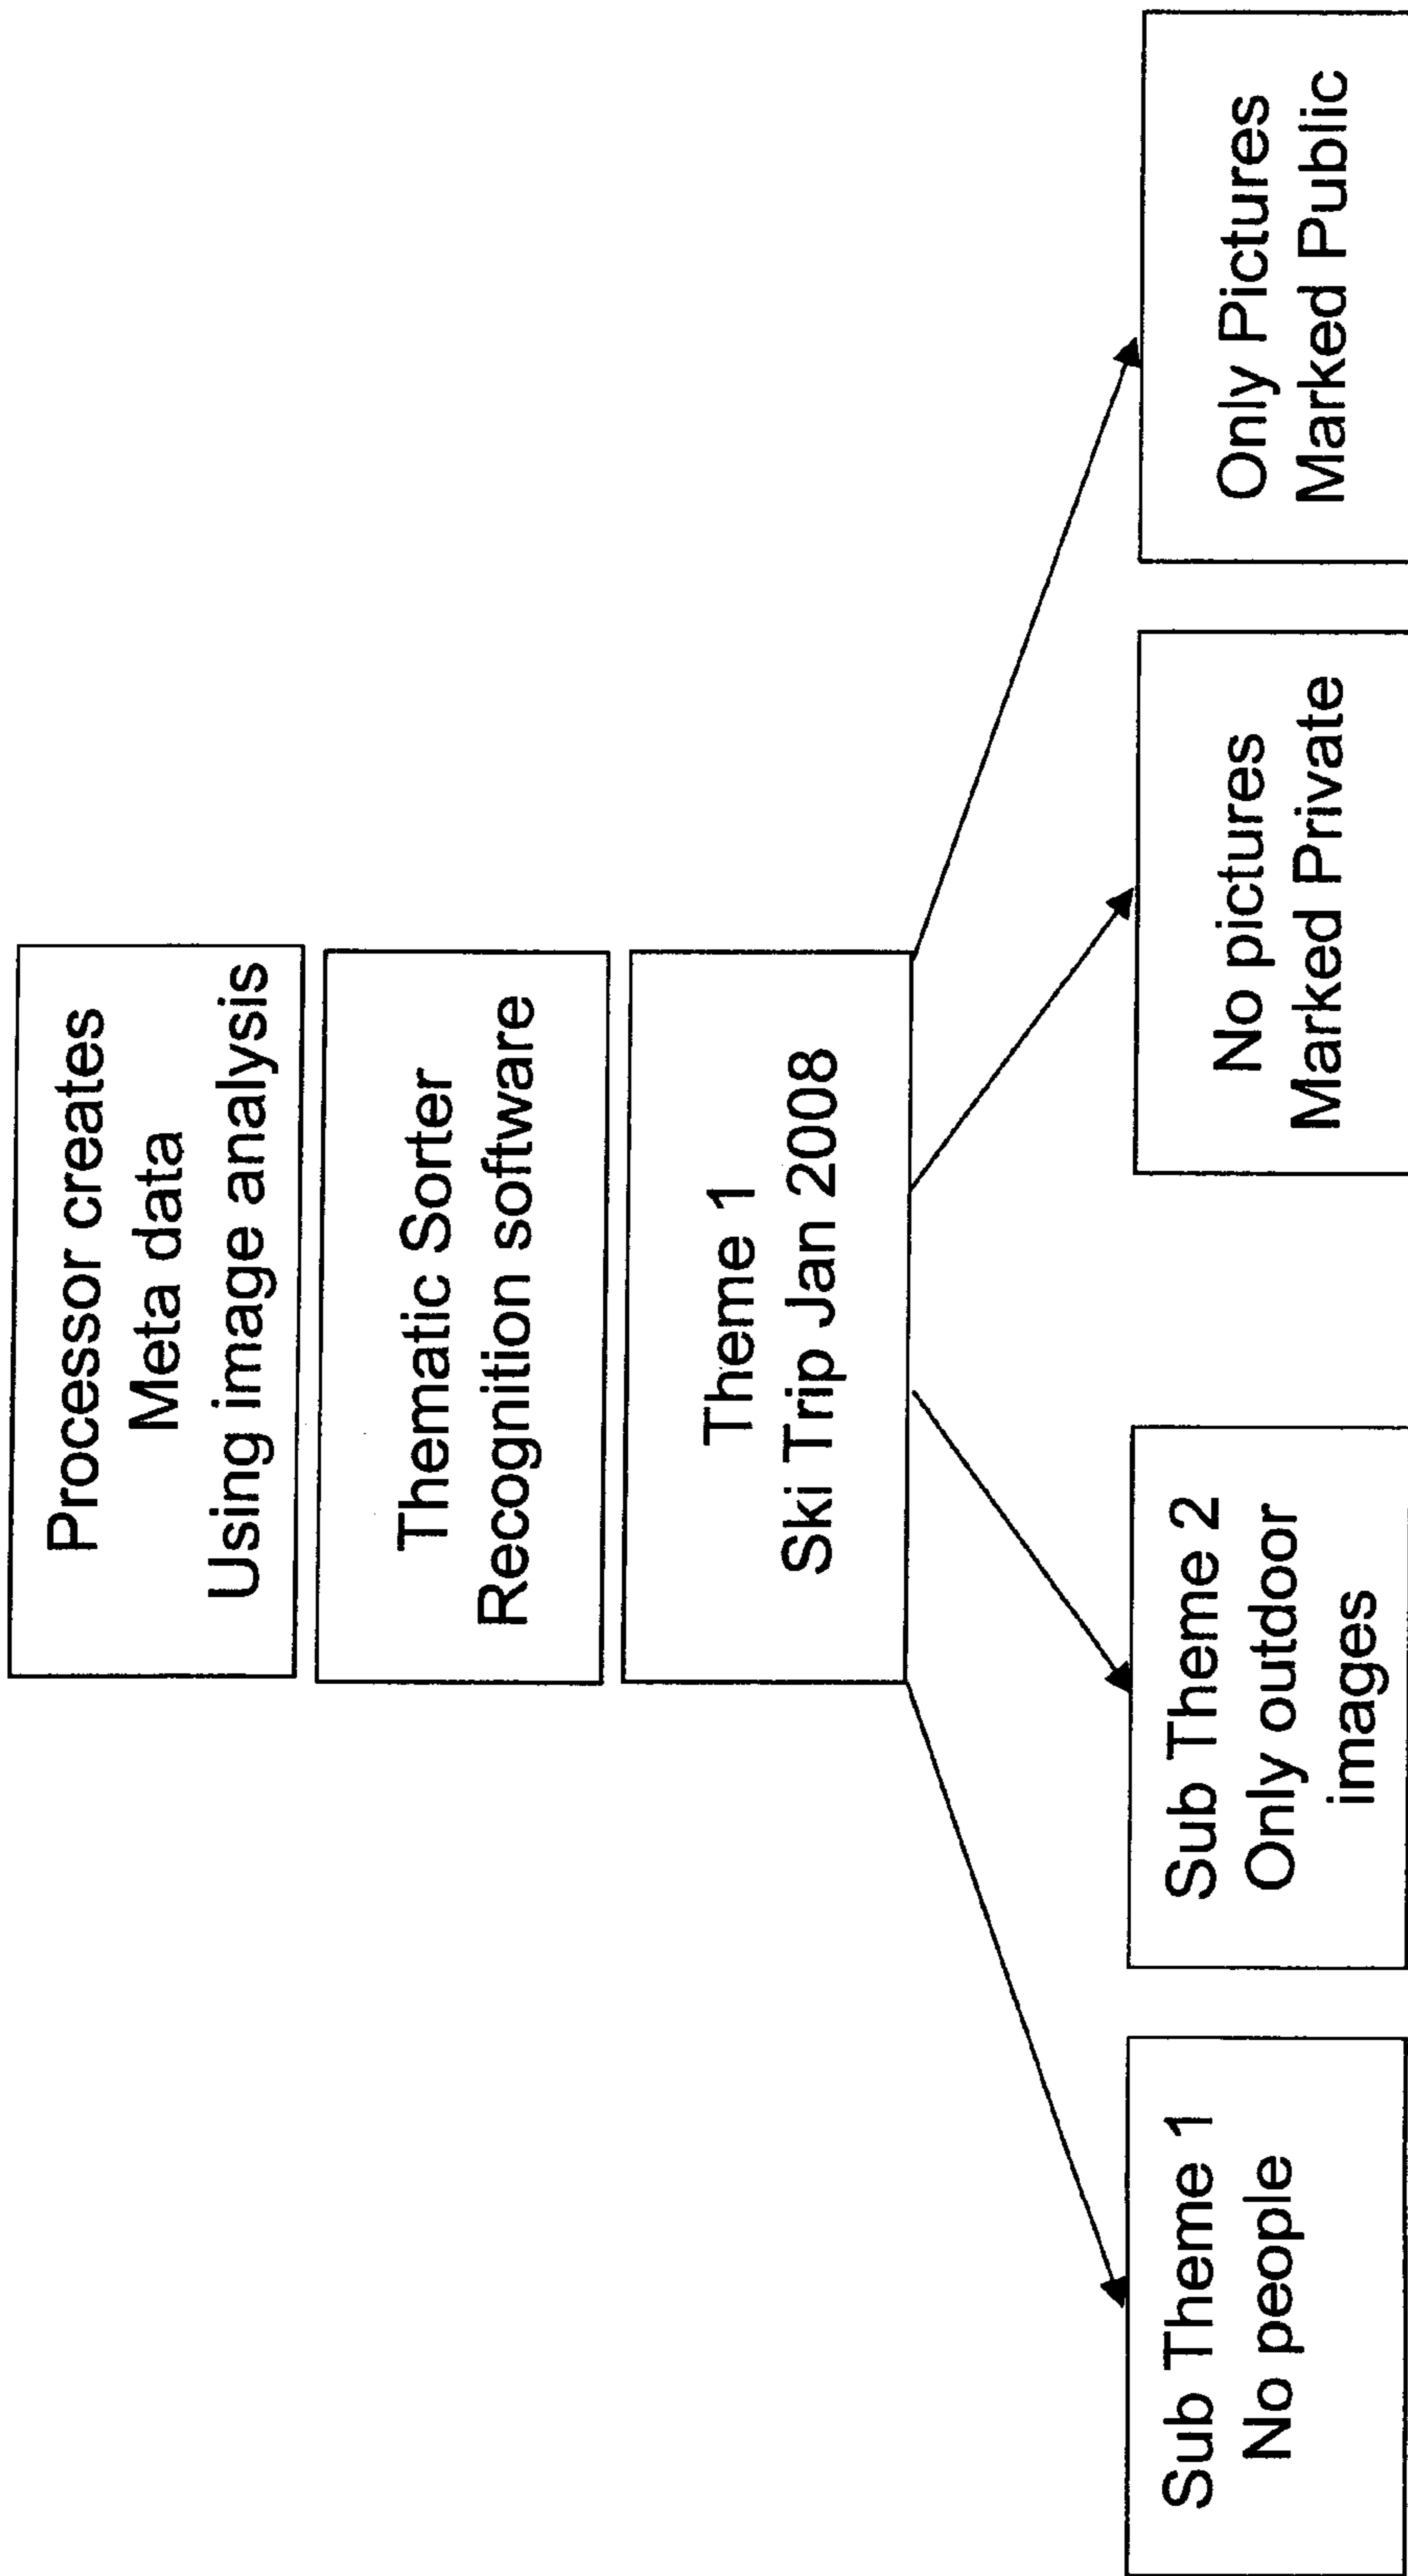 Processor creates
Meta data
Using image analysis
Thematic Sorter
Recognition software
Theme 1
Ski Trip Jan 2008
Sub Theme 1
No people
Sub Theme 2
Only outdoor
images
No pictures
Marked Private
Only Pictures
Marked Public